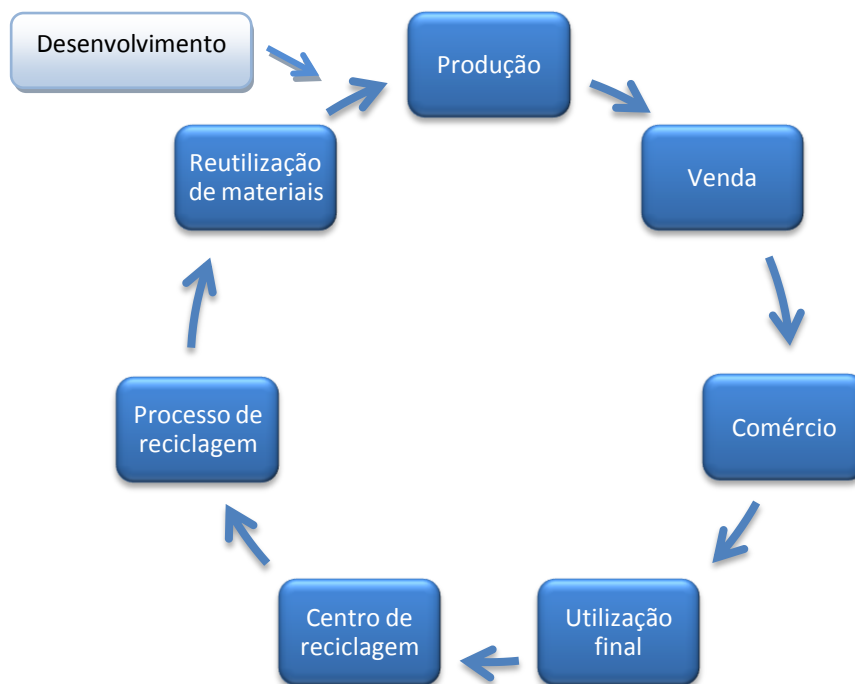 Desenvolvimento
Produção
Venda
Comércio
Utilização
final
Centro de
reciclagem
Processo de
reciclagem
Reutilização
de materiais